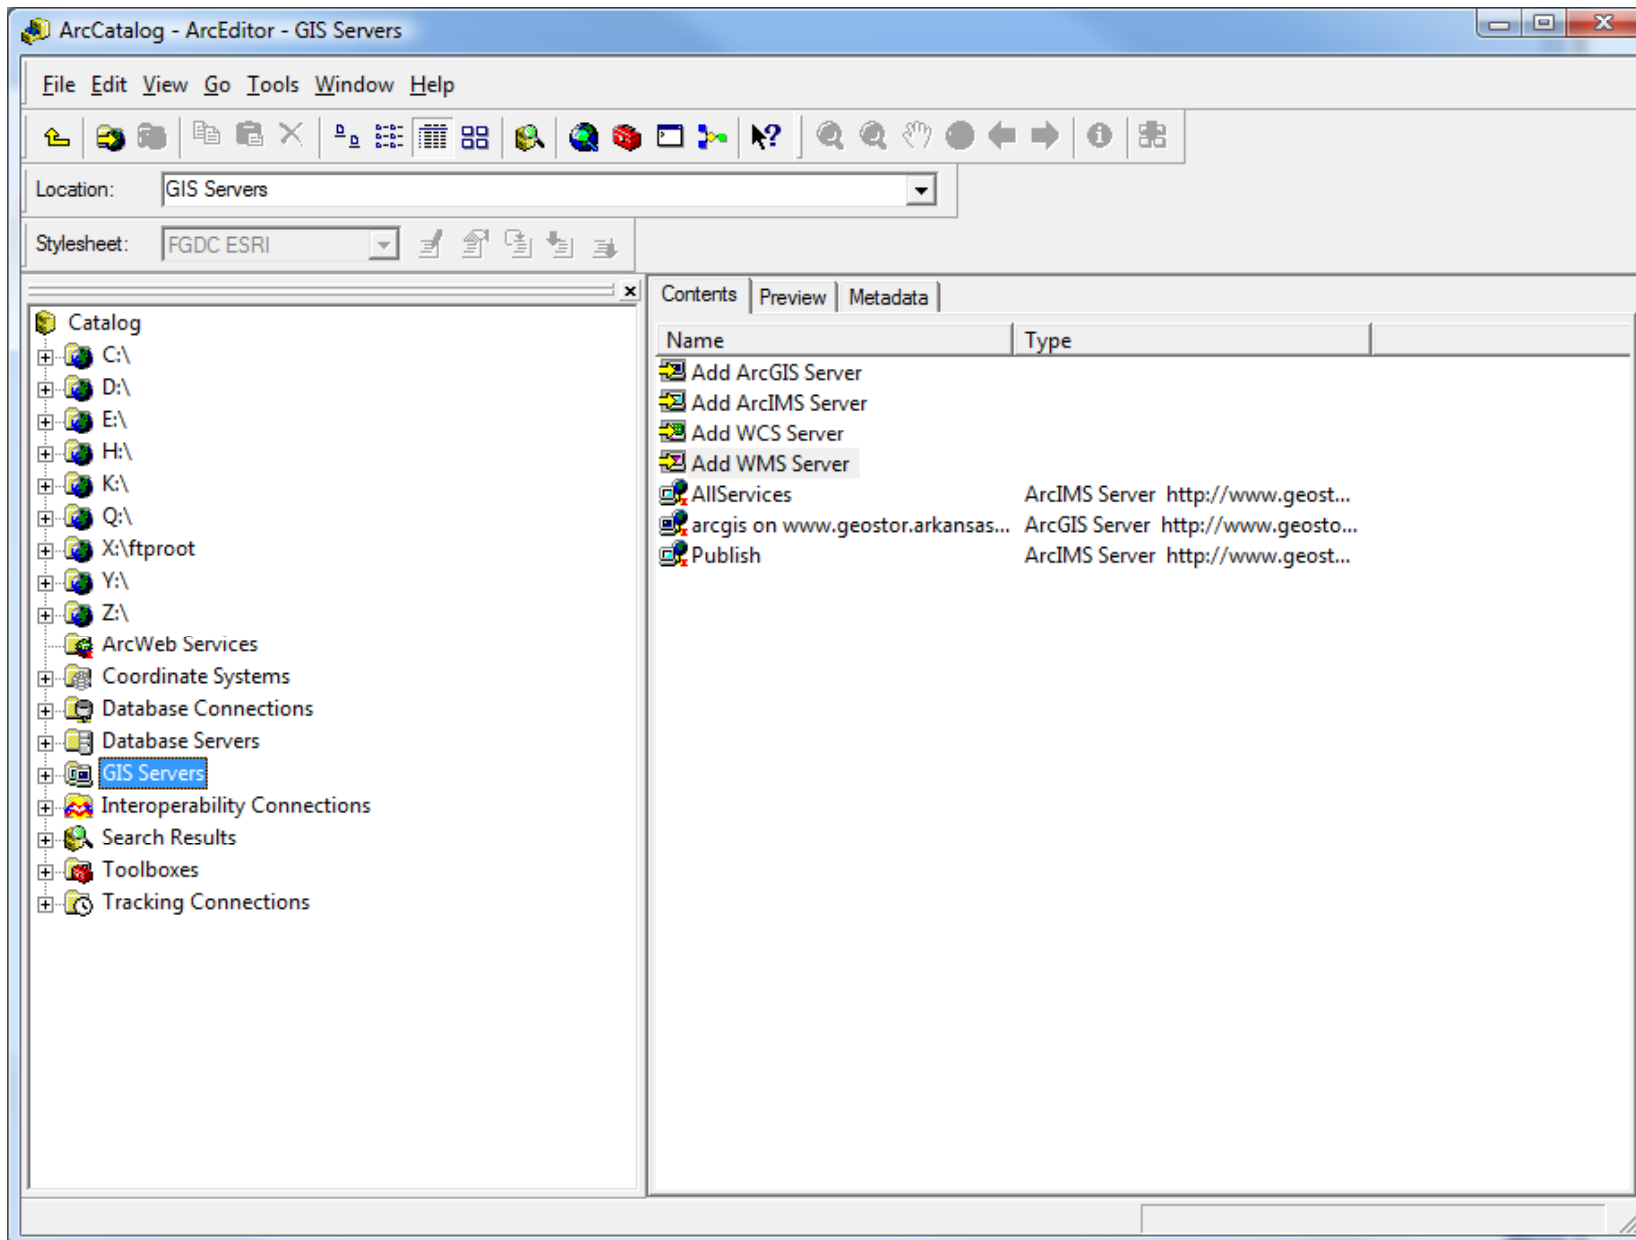 ArcCatalog - ArcEditor - GIS Servers
File Edit View Go Tools Window Help
Location: GIS Servers
Stylesheet: FGDC ESRI
Catalog
C:\
D:\
E:\
H:\
K:\
Q:\
X:\ftproot
Y:\
Z:\
ArcWeb Services
Coordinate Systems
Database Connections
Database Servers
GIS Servers
Interoperability Connections
Search Results
Toolboxes
Tracking Connections
Contents Preview Metadata
Name Type
Add ArcGIS Server
Add ArcIMS Server
Add WCS Server
Add WMS Server
AllServices ArcIMS Server http://www.geost...
arcgis on www.geostor.arkansas... ArcGIS Server http://www.geosto...
Publish ArcIMS Server http://www.geost...